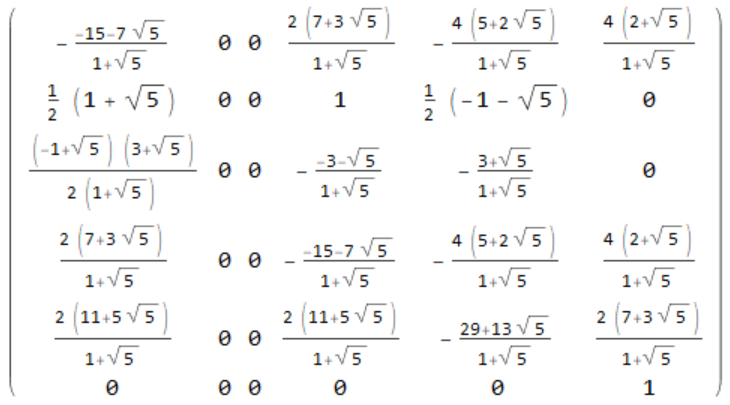 - (-15-7√5)/(1+√5) 0 0 (2 (7+3√5))/(1+√5) - (4 (5+2√5))/(1+√5) (4 (2+√5))/(1+√5)
1/2 (1 + √5) 0 0 1 1/2 (-1 - √5) 0
((-1+√5) (3+√5))/(2 (1+√5)) 0 0 - (-3-√5)/(1+√5) - (3+√5)/(1+√5) 0
(2 (7+3√5))/(1+√5) 0 0 - (-15-7√5)/(1+√5) - (4 (5+2√5))/(1+√5) (4 (2+√5))/(1+√5)
(2 (11+5√5))/(1+√5) 0 0 (2 (11+5√5))/(1+√5) - (29+13√5)/(1+√5) (2 (7+3√5))/(1+√5)
0 0 0 0 0 1